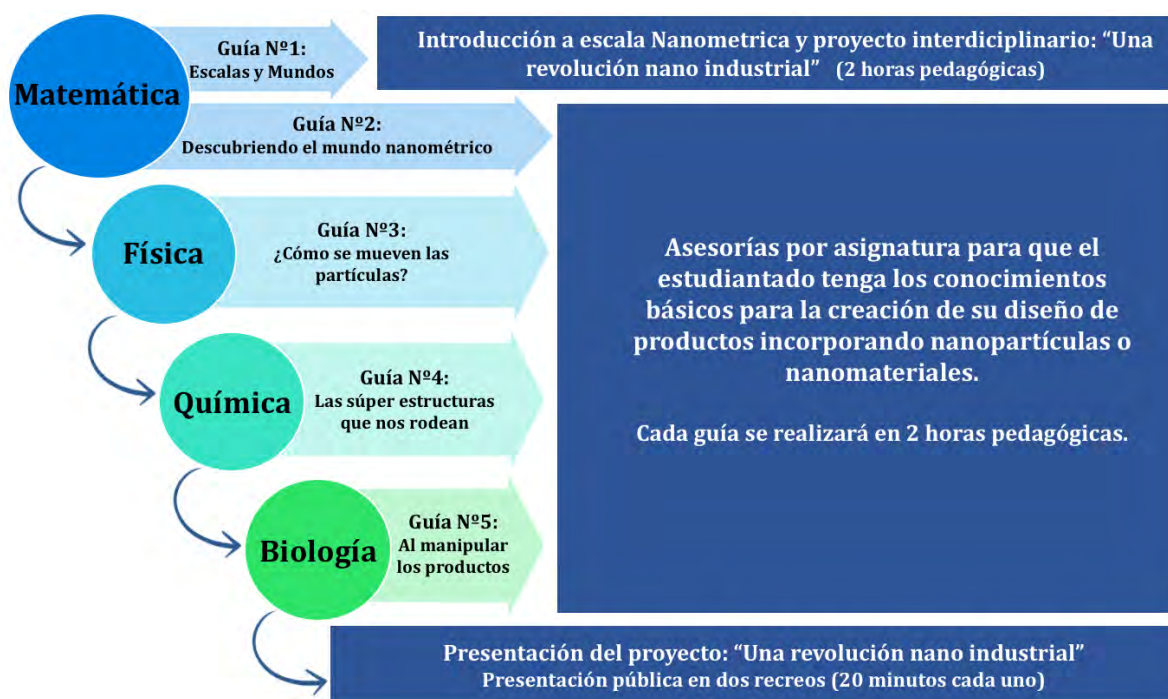 Matemática
Guía Nº1:
Escalas y Mundos
Introducción a escala Nanometrica y proyecto interdiciplinario: “Una
revolución nano industrial” (2 horas pedagógicas)
Guía Nº2:
Descubriendo el mundo nanométrico
Física
Guía Nº3:
¿Cómo se mueven las
partículas?
Asesorías por asignatura para que el
estudiantado tenga los conocimientos
básicos para la creación de su diseño de
productos incorporando nanopartículas o
nanomateriales.
Cada guía se realizará en 2 horas pedagógicas.
Química
Guía Nº4:
Las súper estructuras
que nos rodean
Biología
Guía Nº5:
Al manipular
los productos
Presentación del proyecto: “Una revolución nano industrial”
Presentación pública en dos recreos (20 minutos cada uno)